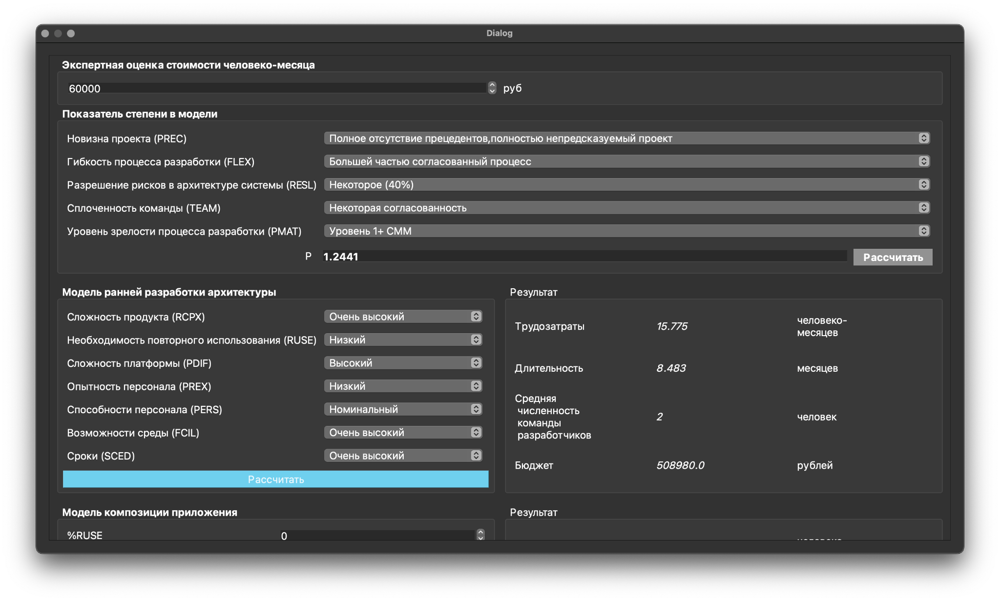 Dialog
Экспертная оценка стоимости человеко-месяца
60000 руб
Показатель степени в модели
Новизна проекта (PREC) Полное отсутствие прецедентов,полностью непредсказуемый проект
Гибкость процесса разработки (FLEX) Большей частью согласованный процесс
Разрешение рисков в архитектуре системы (RESL) Некоторое (40%)
Сплоченность команды (TEAM) Некоторая согласованность
Уровень зрелости процесса разработки (PMAT) Уровень 1+ СММ
P 1.2441 Рассчитать
Модель ранней разработки архитектуры
Сложность продукта (RCPX) Очень высокий
Необходимость повторного использования (RUSE) Низкий
Сложность платформы (PDIF) Высокий
Опытность персонала (PREX) Низкий
Способности персонала (PERS) Номинальный
Возможности среды (FCIL) Очень высокий
Сроки (SCED) Очень высокий
Рассчитать
Результат
Трудозатраты 15.775 человеко-
месяцев
Длительность 8.483 месяцев
Средняя
численность
команды
разработчиков
2 человек
Бюджет 508980.0 рублей
Модель композиции приложения
%RUSE 0
Результат